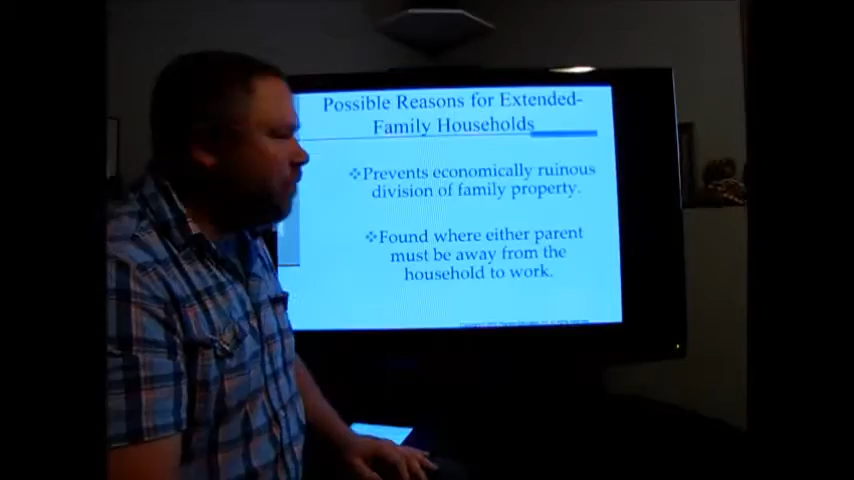 Possible Reasons for Extended-
Family Households
❖Prevents economically ruinous
division of family property.
❖Found where either parent
must be away from the
household to work.